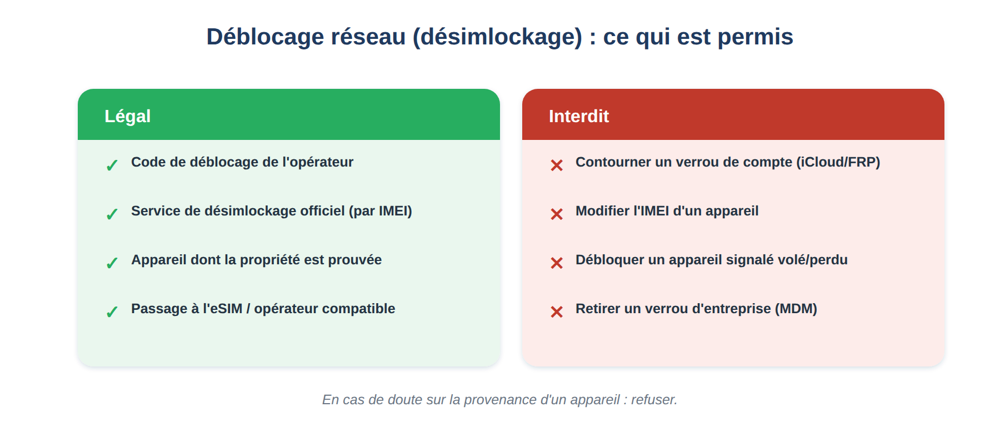 Déblocage réseau (désimlockage) : ce qui est permis
Légal
✓ Code de déblocage de l'opérateur
✓ Service de désimlockage officiel (par IMEI)
✓ Appareil dont la propriété est prouvée
✓ Passage à l'eSIM / opérateur compatible
Interdit
✕ Contourner un verrou de compte (iCloud/FRP)
✕ Modifier l'IMEI d'un appareil
✕ Débloquer un appareil signalé volé/perdu
✕ Retirer un verrou d'entreprise (MDM)
En cas de doute sur la provenance d'un appareil : refuser.